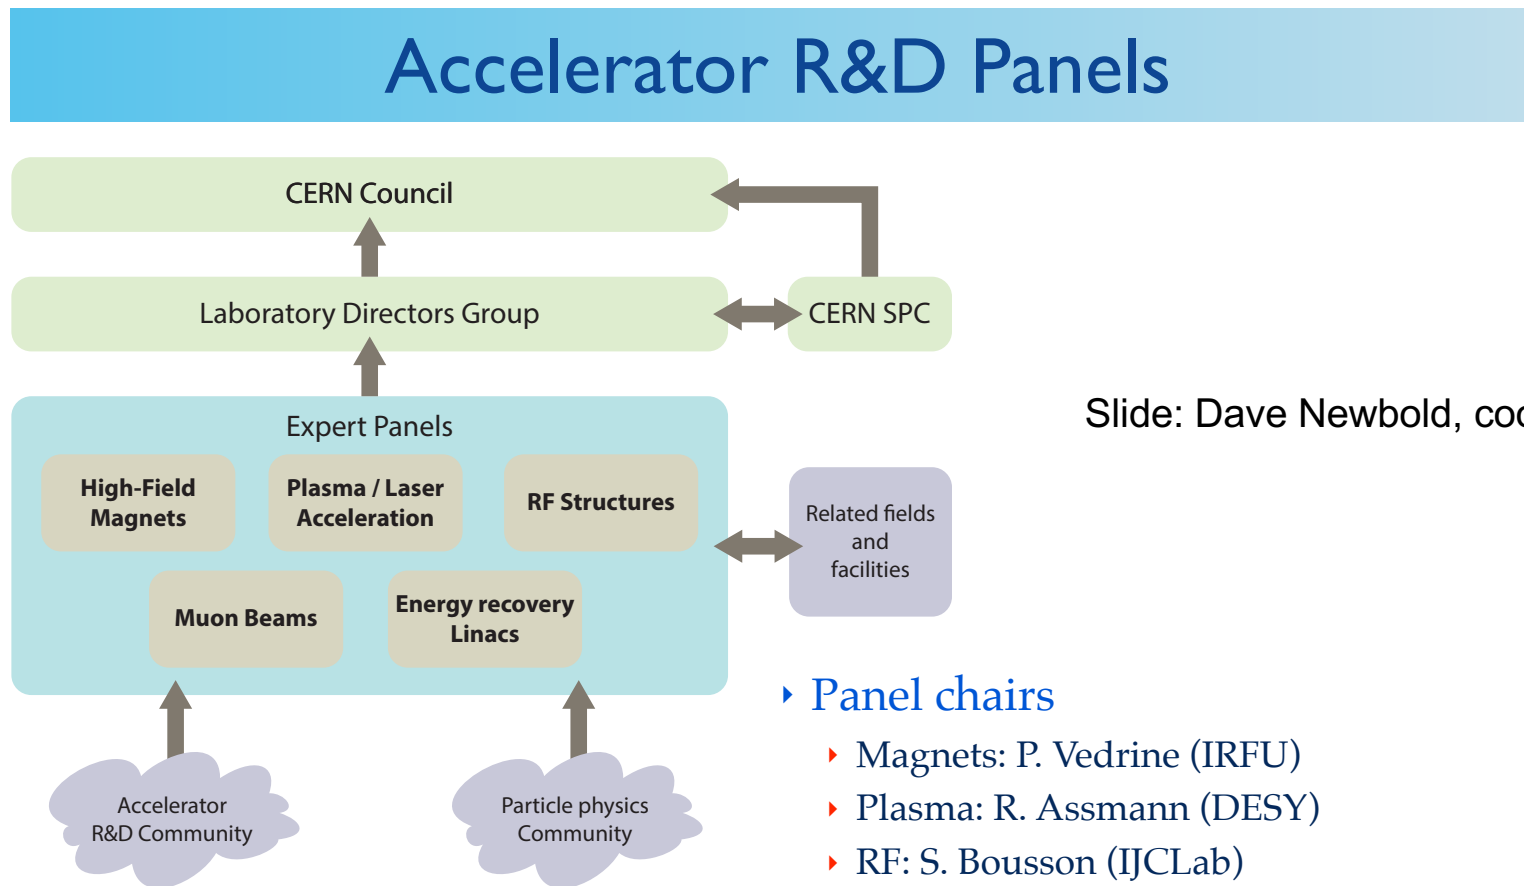 Accelerator R&D Panels
CERN Council
Laboratory Directors Group
CERN SPC
Slide: Dave Newbold,
Expert Panels
High-Field
Magnets
Plasma / Laser
Acceleration
RF Structures
Muon Beams
Energy recovery
Linacs
Related fields
and
facilities
Accelerator
R&D Community
Particle physics
Community
‣ Panel chairs
‣ Magnets: P. Vedrine (IRFU)
‣ Plasma: R. Assmann (DESY)
‣ RF: S. Bousson (IJCLab)